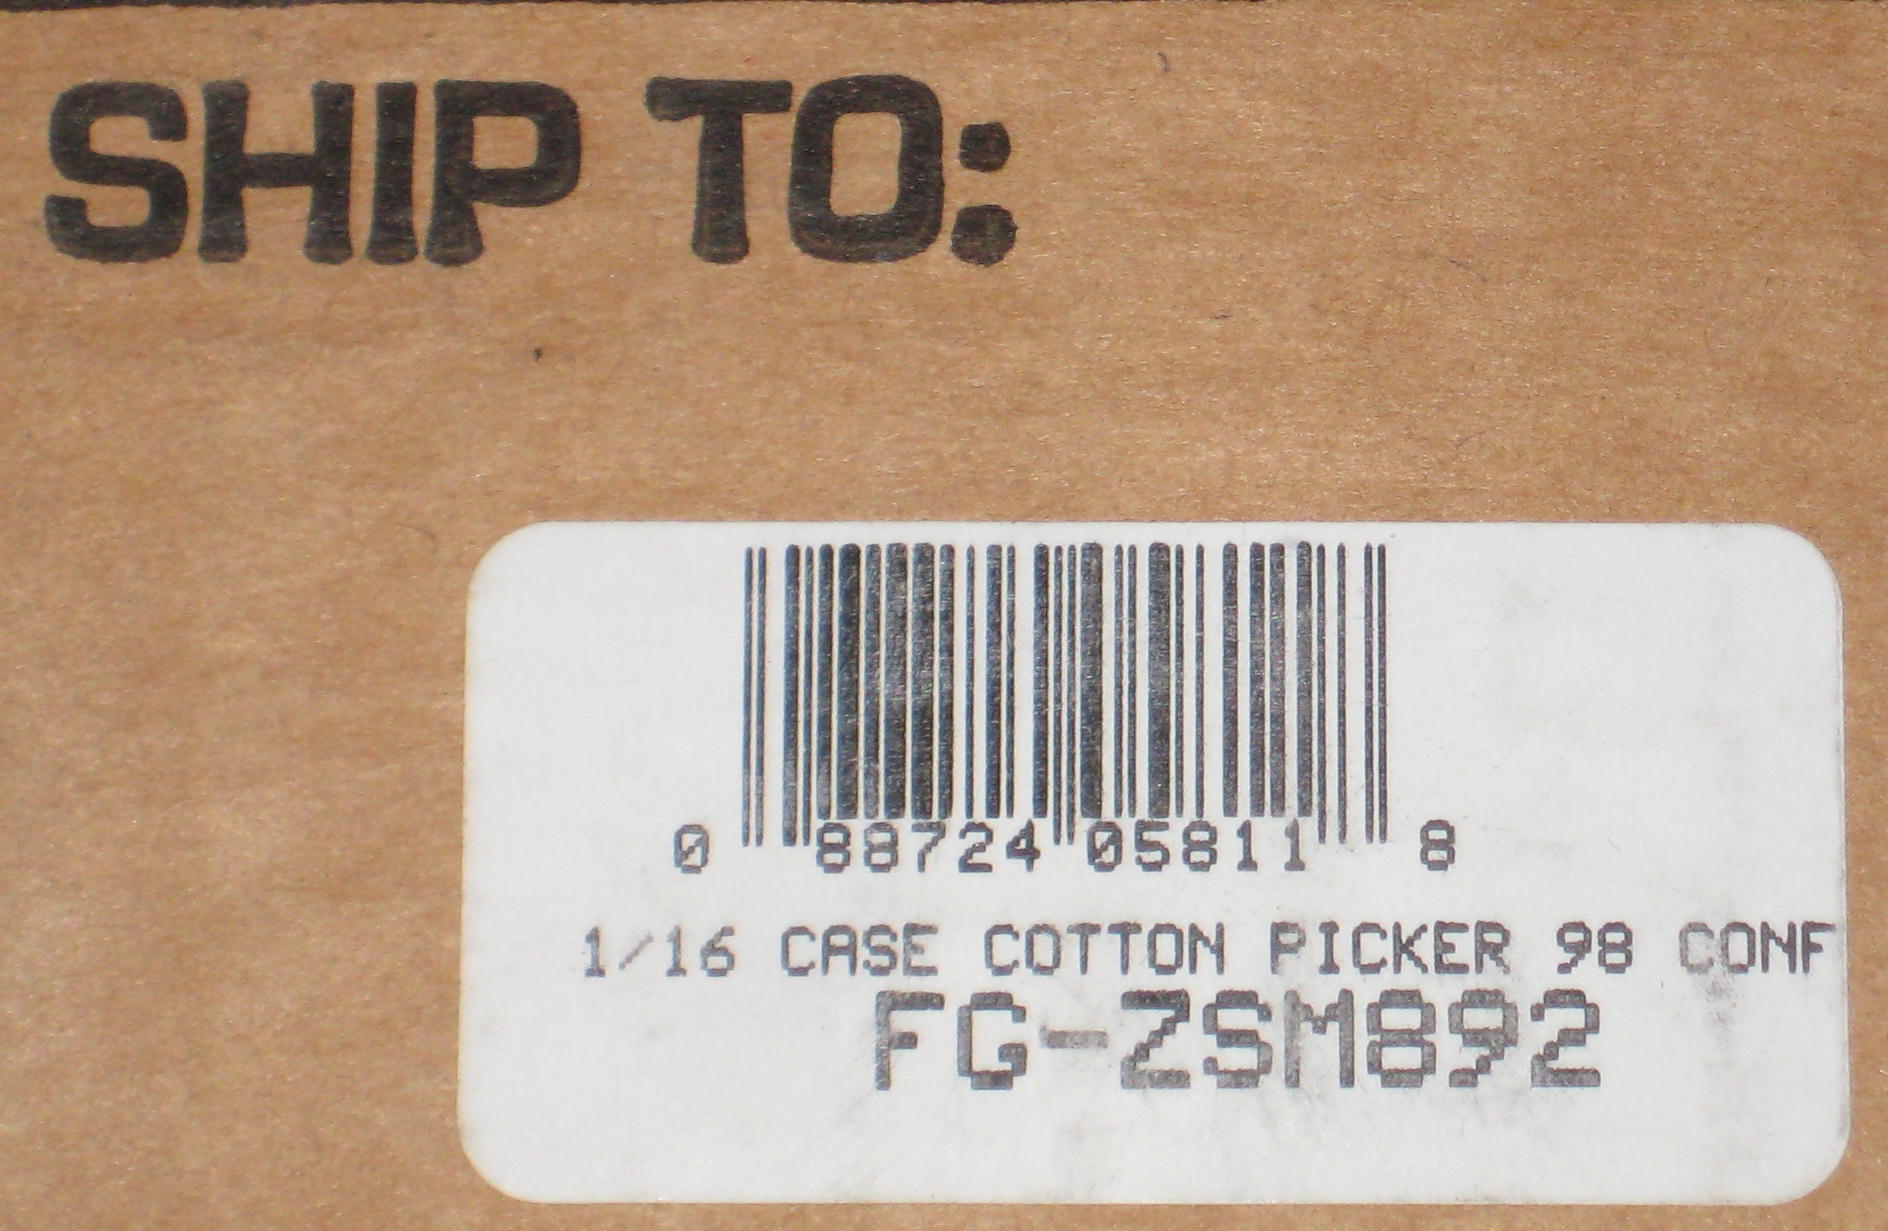 SHIP TO:
0 88724 05811 8
1/16 CASE COTTON PICKER 98 CONF
FG-ZSM892